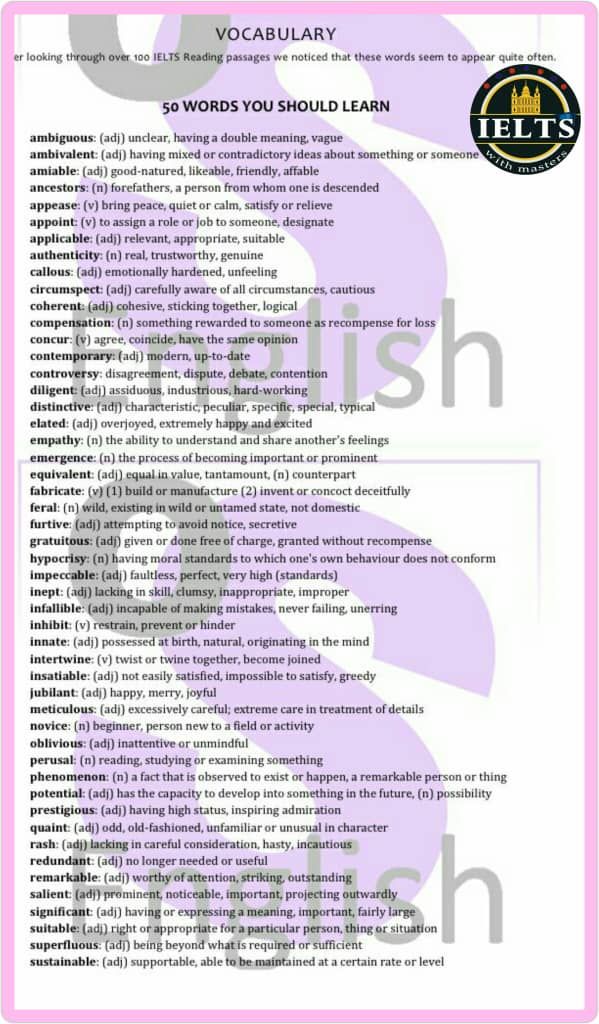 VOCABULARY
er looking through over 100 IELTS Reading passages we noticed that these words seem to appear quite often.
IELTS
with masters
50 WORDS YOU SHOULD LEARN
ambiguous: (adj) unclear, having a double meaning, vague
ambivalent: (adj) having mixed or contradictory ideas about something or someone
amiable: (adj) good-natured, likeable, friendly, affable
ancestors: (n) forefathers, a person from whom one is descended
appease: (v) bring peace, quiet or calm, satisfy or relieve
appoint: (v) to assign a role or job to someone, designate
applicable: (adj) relevant, appropriate, suitable
authenticity: (n) real, trustworthy, genuine
callous: (adj) emotionally hardened, unfeeling
circumspect: (adj) carefully aware of all circumstances, cautious
coherent: (adj) cohesive, sticking together, logical
compensation: (n) something rewarded to someone as recompense for loss
concur: (v) agree, coincide, have the same opinion
contemporary: (adj) modern, up-to-date
controversy: disagreement, dispute, debate, contention
diligent: (adj) assiduous, industrious, hard-working
distinctive: (adj) characteristic, peculiar, specific, special, typical
elated: (adj) overjoyed, extremely happy and excited
empathy: (n) the ability to understand and share another's feelings
emergence: (n) the process of becoming important or prominent
equivalent: (adj) equal in value, tantamount, (n) counterpart
fabricate: (v) (1) build or manufacture (2) invent or concoct deceitfully
feral: (n) wild, existing in wild or untamed state, not domestic
furtive: (adj) attempting to avoid notice, secretive
gratuitous: (adj) given or done free of charge, granted without recompense
hypocrisy: (n) having moral standards to which one's own behaviour does not conform
impeccable: (adj) faultless, perfect, very high (standards)
inept: (adj) lacking in skill, clumsy, inappropriate, improper
infallible: (adj) incapable of making mistakes, never failing, unerring
inhibit: (v) restrain, prevent or hinder
innate: (adj) possessed at birth, natural, originating in the mind
intertwine: (v) twist or twine together, become joined
insatiable: (adj) not easily satisfied, impossible to satisfy, greedy
jubilant: (adj) happy, merry, joyful
meticulous: (adj) excessively careful; extreme care in treatment of details
novice: (n) beginner, person new to a field or activity
oblivious: (adj) inattentive or unmindful
perusal: (n) reading, studying or examining something
phenomenon: (n) a fact that is observed to exist or happen, a remarkable person or thing
potential: (adj) has the capacity to develop into something in the future, (n) possibility
prestigious: (adj) having high status, inspiring admiration
quaint: (adj) odd, old-fashioned, unfamiliar or unusual in character
rash: (adj) lacking in careful consideration, hasty, incautious
redundant: (adj) no longer needed or useful
remarkable: (adj) worthy of attention, striking, outstanding
salient: (adj) prominent, noticeable, important, projecting outwardly
significant: (adj) having or expressing a meaning, important, fairly large
suitable: (adj) right or appropriate for a particular person, thing or situation
superfluous: (adj) being beyond what is required or sufficient
sustainable: (adj) supportable, able to be maintained at a certain rate or level
English
English